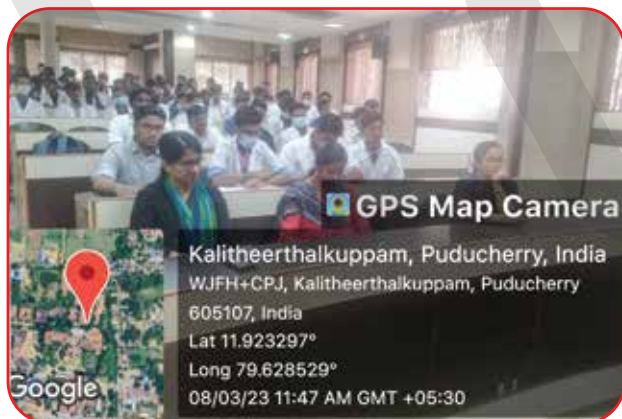 GPS Map Camera
Kalitheerthalkuppam, Puducherry, India
WJFH+CPJ, Kalitheerthalkuppam, Puducherry
605107, India
Lat 11.923297°
Long 79.628529°
08/03/23 11:47 AM GMT +05:30
Google